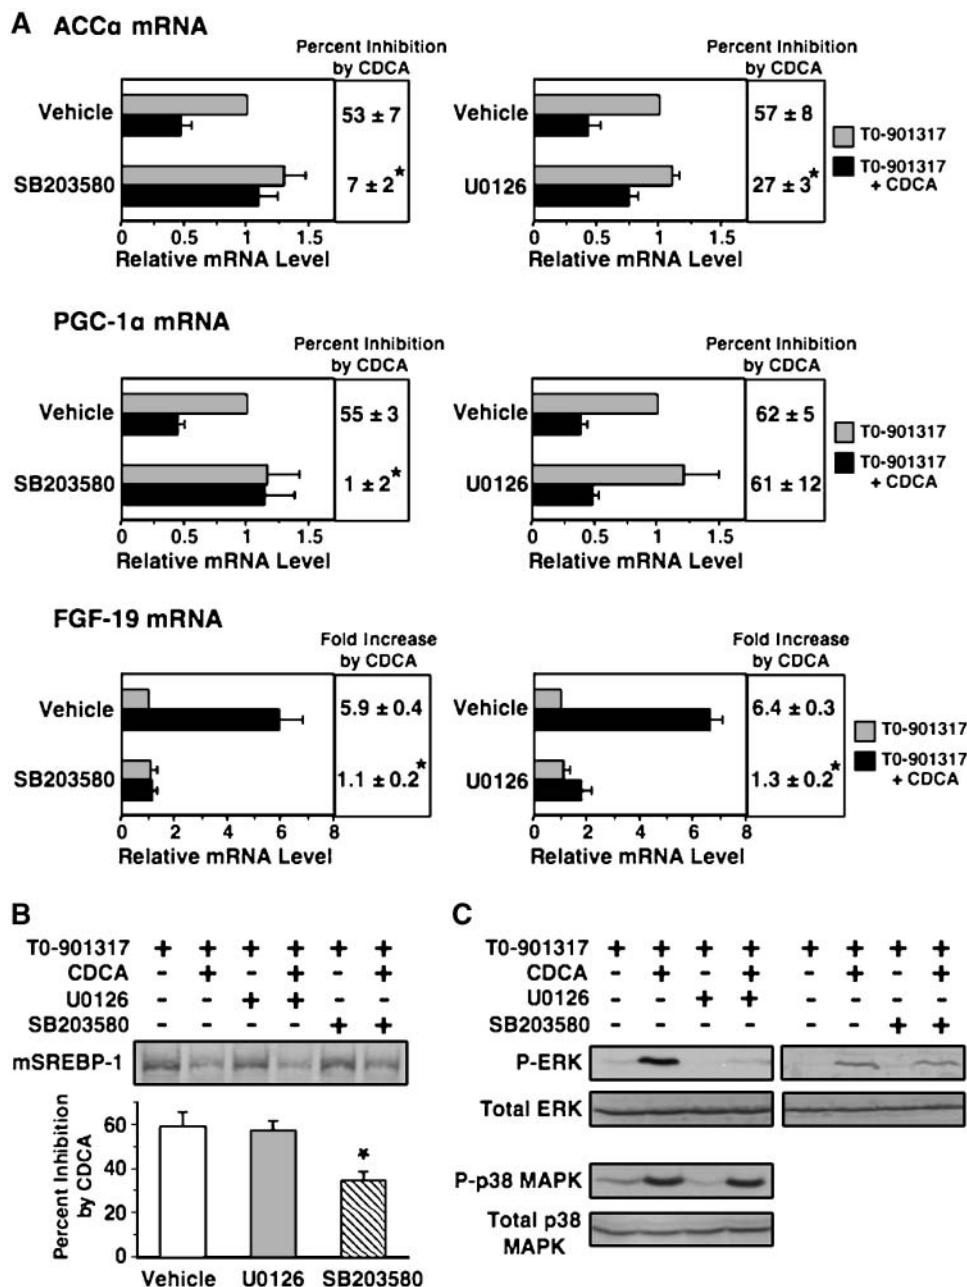 A ACCα mRNA
Percent Inhibition by CDCA
Vehicle 53 ± 7
SB203580 7 ± 2*
0 0.5 1 1.5
Relative mRNA Level
Percent Inhibition by CDCA
Vehicle 57 ± 8
U0126 27 ± 3*
0 0.5 1 1.5
Relative mRNA Level
T0-901317
T0-901317 + CDCA
PGC-1α mRNA
Percent Inhibition by CDCA
Vehicle 55 ± 3
SB203580 1 ± 2*
0 0.5 1 1.5
Relative mRNA Level
Percent Inhibition by CDCA
Vehicle 62 ± 5
U0126 61 ± 12
0 0.5 1 1.5
Relative mRNA Level
T0-901317
T0-901317 + CDCA
FGF-19 mRNA
Fold Increase by CDCA
Vehicle 5.9 ± 0.4
SB203580 1.1 ± 0.2*
0 2 4 6 8
Relative mRNA Level
Fold Increase by CDCA
Vehicle 6.4 ± 0.3
U0126 1.3 ± 0.2*
0 2 4 6 8
Relative mRNA Level
T0-901317
T0-901317 + CDCA
B
T0-901317 + + + + + +
CDCA - + - + - +
U0126 - - + + - -
SB203580 - - - - + +
mSREBP-1
Percent Inhibition by CDCA
60
40
20
0
*
Vehicle U0126 SB203580
C
T0-901317 + + + + + + + +
CDCA - + - + - + - +
U0126 - - + + - - - -
SB203580 - - - - - - + +
P-ERK
Total ERK
P-p38 MAPK
Total p38 MAPK